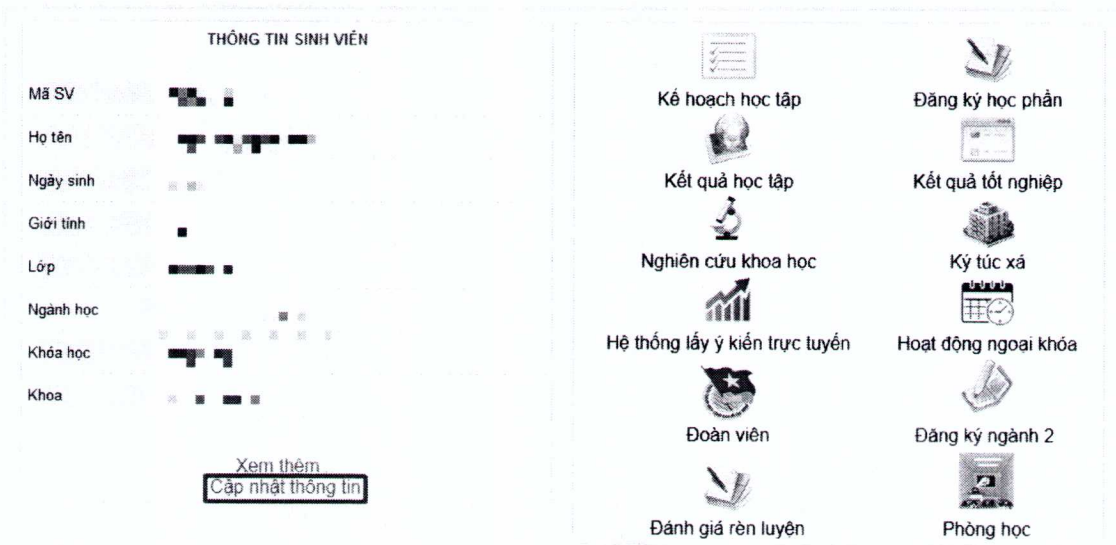 THÔNG TIN SINH VIÊN
Mã SV
Họ tên
Ngày sinh
Giới tính
Lớp
Ngành học
Khóa học
Khoa
Xem thêm
Cập nhật thông tin
Kế hoạch học tập
Đăng ký học phần
Kết quả học tập
Kết quả tốt nghiệp
Nghiên cứu khoa học
Ký túc xá
Hệ thống lấy ý kiến trực tuyến
Hoạt động ngoại khóa
Đoàn viên
Đăng ký ngành 2
Đánh giá rèn luyện
Phòng học